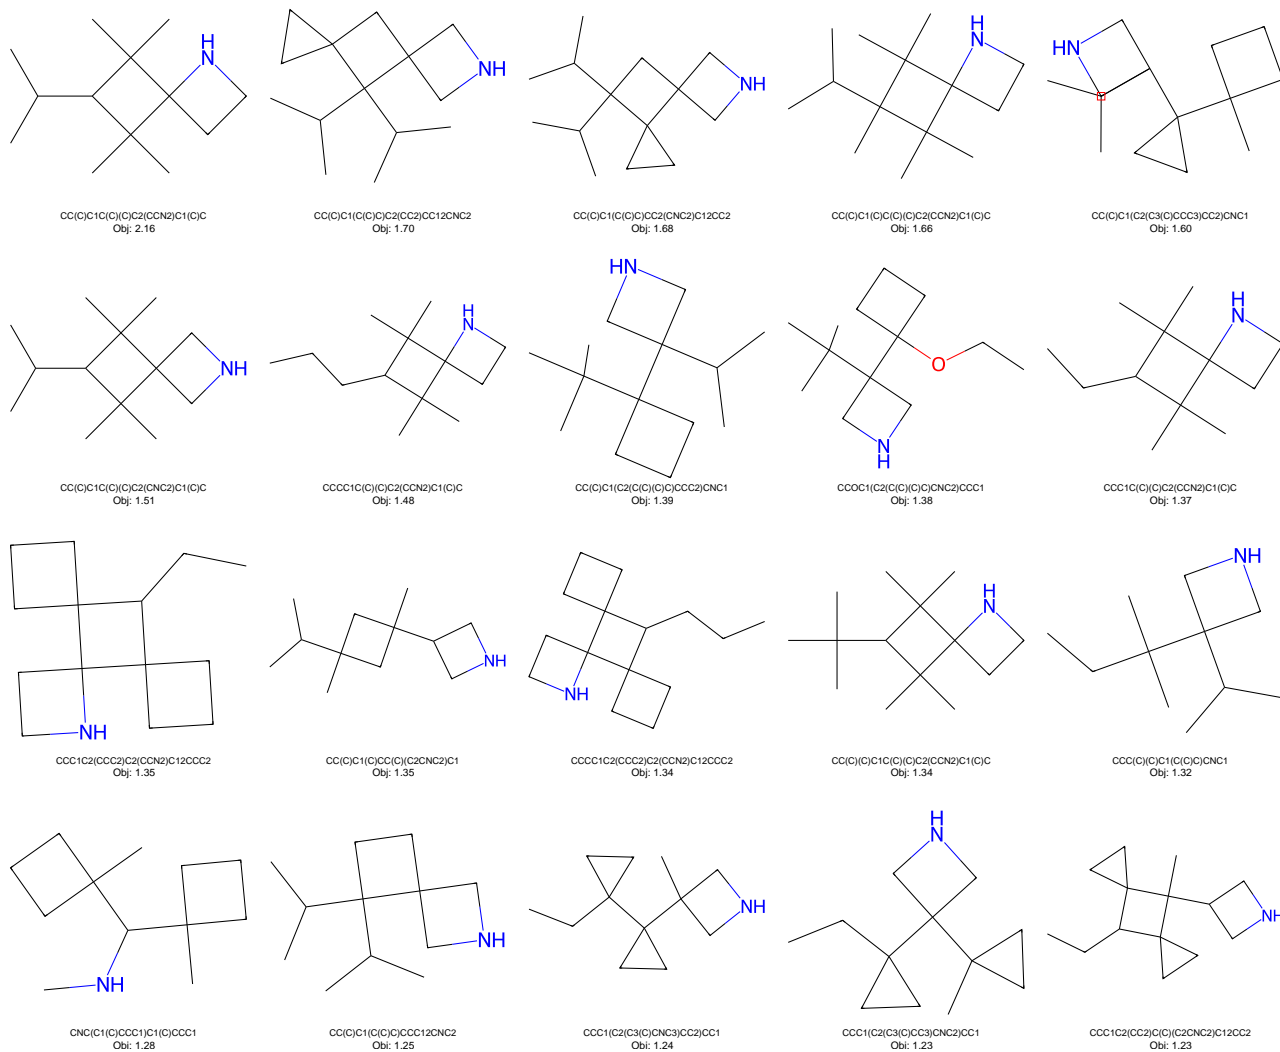 H
N
NH
NH
H
N
HN
CC(C)C1C(C)(C)C2(CCN2)C1(C)C
Obj: 2.16
CC(C)C1(C(C)C)C2(CC2)CC12CNC2
Obj: 1.70
CC(C)C1(C(C)C)CC2(CNC2)C12CC2
Obj: 1.68
CC(C)C1(C)C(C)(C)C2(CCN2)C1(C)C
Obj: 1.66
CC(C)C1(C2(C3(C)CCC3)CC2)CNC1
Obj: 1.60
NH
H
N
HN
O
NH
H
N
CC(C)C1C(C)(C)C2(CNC2)C1(C)C
Obj: 1.51
CCCC1C(C)(C)C2(CCN2)C1(C)C
Obj: 1.48
CC(C)C1(C2(C(C)(C)C)CCC2)CNC1
Obj: 1.39
CCOC1(C2(C(C)(C)C)CNC2)CCC1
Obj: 1.38
CCC1C(C)(C)C2(CCN2)C1(C)C
Obj: 1.37
NH
NH
NH
H
N
NH
CCC1C2(CCC2)C2(CCN2)C12CCC2
Obj: 1.35
CC(C)C1(C)CC(C)(C2CNC2)C1
Obj: 1.35
CCCC1C2(CCC2)C2(CCN2)C12CCC2
Obj: 1.34
CC(C)(C)C1C(C)(C)C2(CCN2)C1(C)C
Obj: 1.34
CCC(C)(C)C1(C(C)C)CNC1
Obj: 1.32
NH
NH
NH
H
N
NH
CNC(C1(C)CCC1)C1(C)CCC1
Obj: 1.28
CC(C)C1(C(C)C)CCC12CNC2
Obj: 1.25
CCC1(C2(C3(C)CNC3)CC2)CC1
Obj: 1.24
CCC1(C2(C3(C)CC3)CNC2)CC1
Obj: 1.23
CCC1C2(CC2)C(C)(C2CNC2)C12CC2
Obj: 1.23